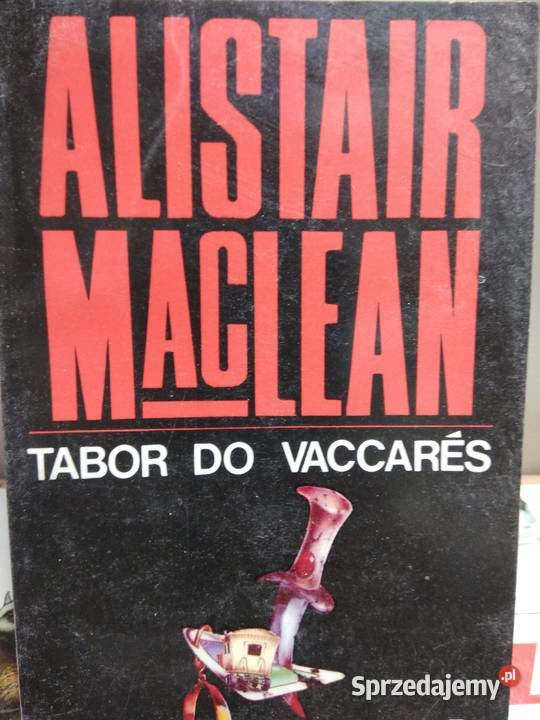 ALISTAIR
MACLEAN
TABOR DO VACCARÉS
Sprzedajemy.pl